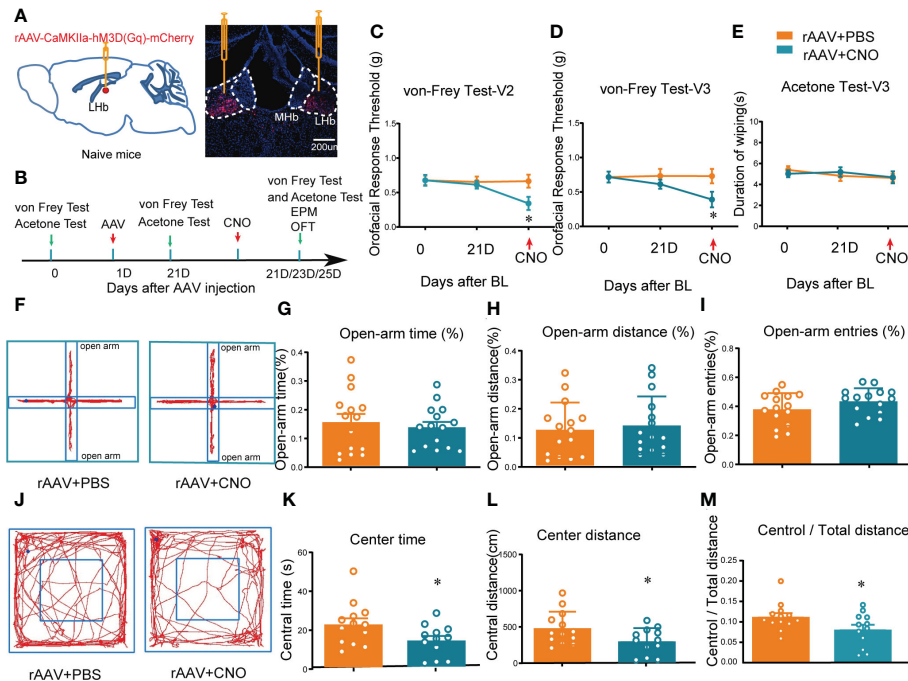 A
rAAV-CaMKIIa-hM3D(Gq)-mCherry
LHb
Naive mice
MHb
LHb
200um
B
von Frey Test
Acetone Test
AAV
von Frey Test
Acetone Test
CNO
von Frey Test
and Acetone Test
EPM
OFT
0
1D
21D
21D/23D/25D
Days after AAV injection
C
von-Frey Test-V2
Orofacial Response Threshold (g)
1.5
1.0
0.5
0.0
0
21D
CNO
*
Days after BL
D
von-Frey Test-V3
Orofacial Response Threshold (g)
1.5
1.0
0.5
0.0
0
21D
CNO
*
Days after BL
E
rAAV+PBS
rAAV+CNO
Acetone Test-V3
Duration of wiping(s)
10
8
6
4
2
0
0
21D
CNO
Days after BL
F
open arm
open arm
rAAV+PBS
open arm
open arm
rAAV+CNO
G
Open-arm time (%)
Open-arm time(%)
0.4
0.3
0.2
0.1
0.0
H
Open-arm distance (%)
Open-arm distance(%)
0.4
0.3
0.2
0.1
0.0
I
Open-arm entries (%)
Open-arm entries(%)
0.8
0.6
0.4
0.2
0.0
J
rAAV+PBS
rAAV+CNO
K
Center time
Central time (s)
60
40
20
0
*
L
Center distance
Central distance(cm)
1500
1000
500
0
*
M
Centrol / Total distance
Centrol / Total distance
0.25
0.20
0.15
0.10
0.05
0.00
*